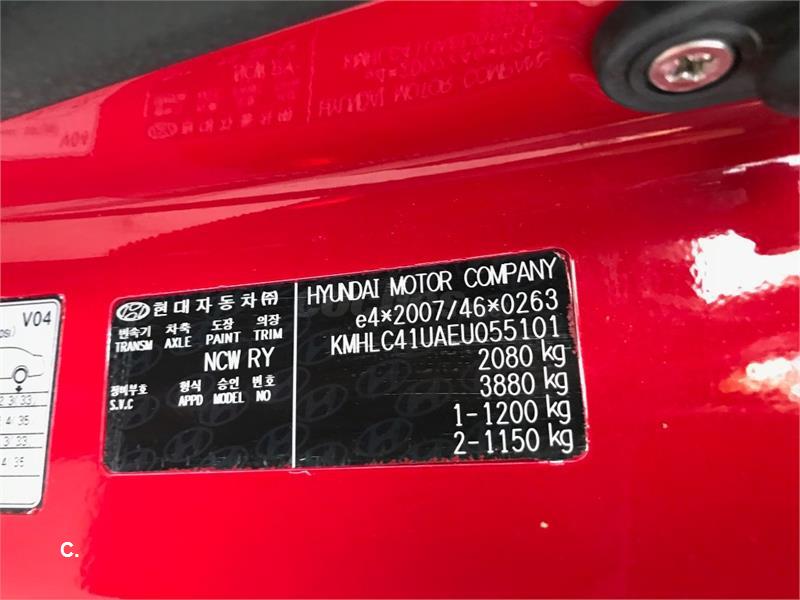 V04
현대자동차㈜
변속기 차축 도장 의장
TRANSM AXLE PAINT TRIM
NCW RY
정비부호 형식 승인 번호
S.V.C APPD MODEL NO
HYUNDAI MOTOR COMPANY
e4*2007/46*0263
KMHLC41UAEU055101
2080 kg
3880 kg
1-1200 kg
2-1150 kg
C.